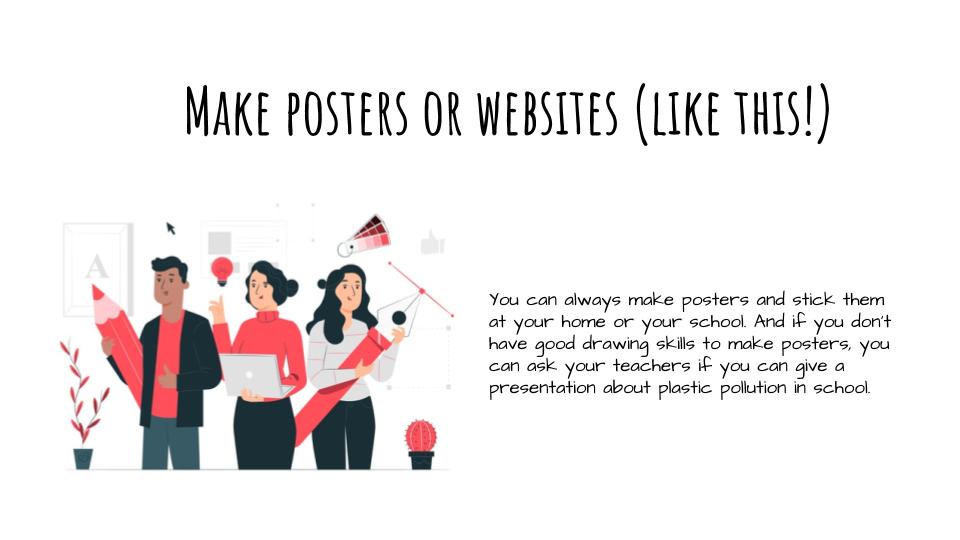 Make posters or websites (like this!)
A
You can always make posters and stick them
at your home or your school. And if you don't
have good drawing skills to make posters, you
can ask your teachers if you can give a
presentation about plastic pollution in school.